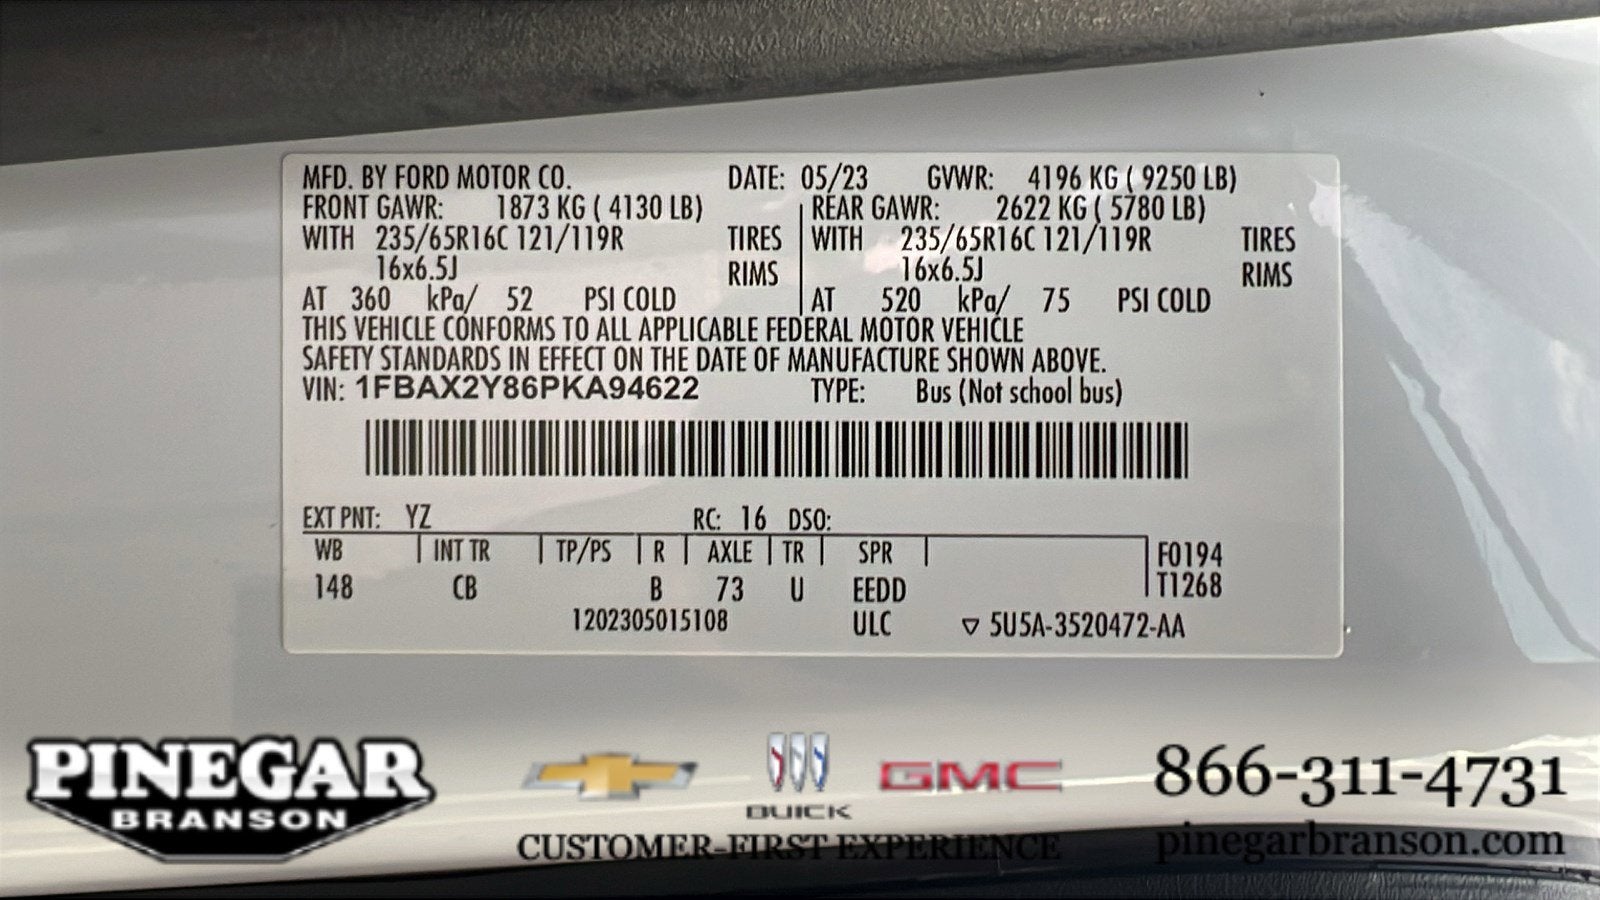 MFD. BY FORD MOTOR CO. DATE: 05/23 GVWR: 4196 KG ( 9250 LB)
FRONT GAWR: 1873 KG ( 4130 LB) REAR GAWR: 2622 KG ( 5780 LB)
WITH 235/65R16C 121/119R TIRES WITH 235/65R16C 121/119R TIRES
16x6.5J RIMS 16x6.5J RIMS
AT 360 kPa/ 52 PSI COLD AT 520 kPa/ 75 PSI COLD
THIS VEHICLE CONFORMS TO ALL APPLICABLE FEDERAL MOTOR VEHICLE
SAFETY STANDARDS IN EFFECT ON THE DATE OF MANUFACTURE SHOWN ABOVE.
VIN: 1FBAX2Y86PKA94622 TYPE: Bus (Not school bus)
EXT PNT: YZ RC: 16 DSO:
WB INT TR TP/PS R AXLE TR SPR F0194
148 CB B 73 U EEDD T1268
1202305015108 ULC ▽ 5U5A-3520472-AA
PINEGAR
BRANSON
BUICK
GMC
CUSTOMER-FIRST EXPERIENCE
866-311-4731
pinegarbranson.com